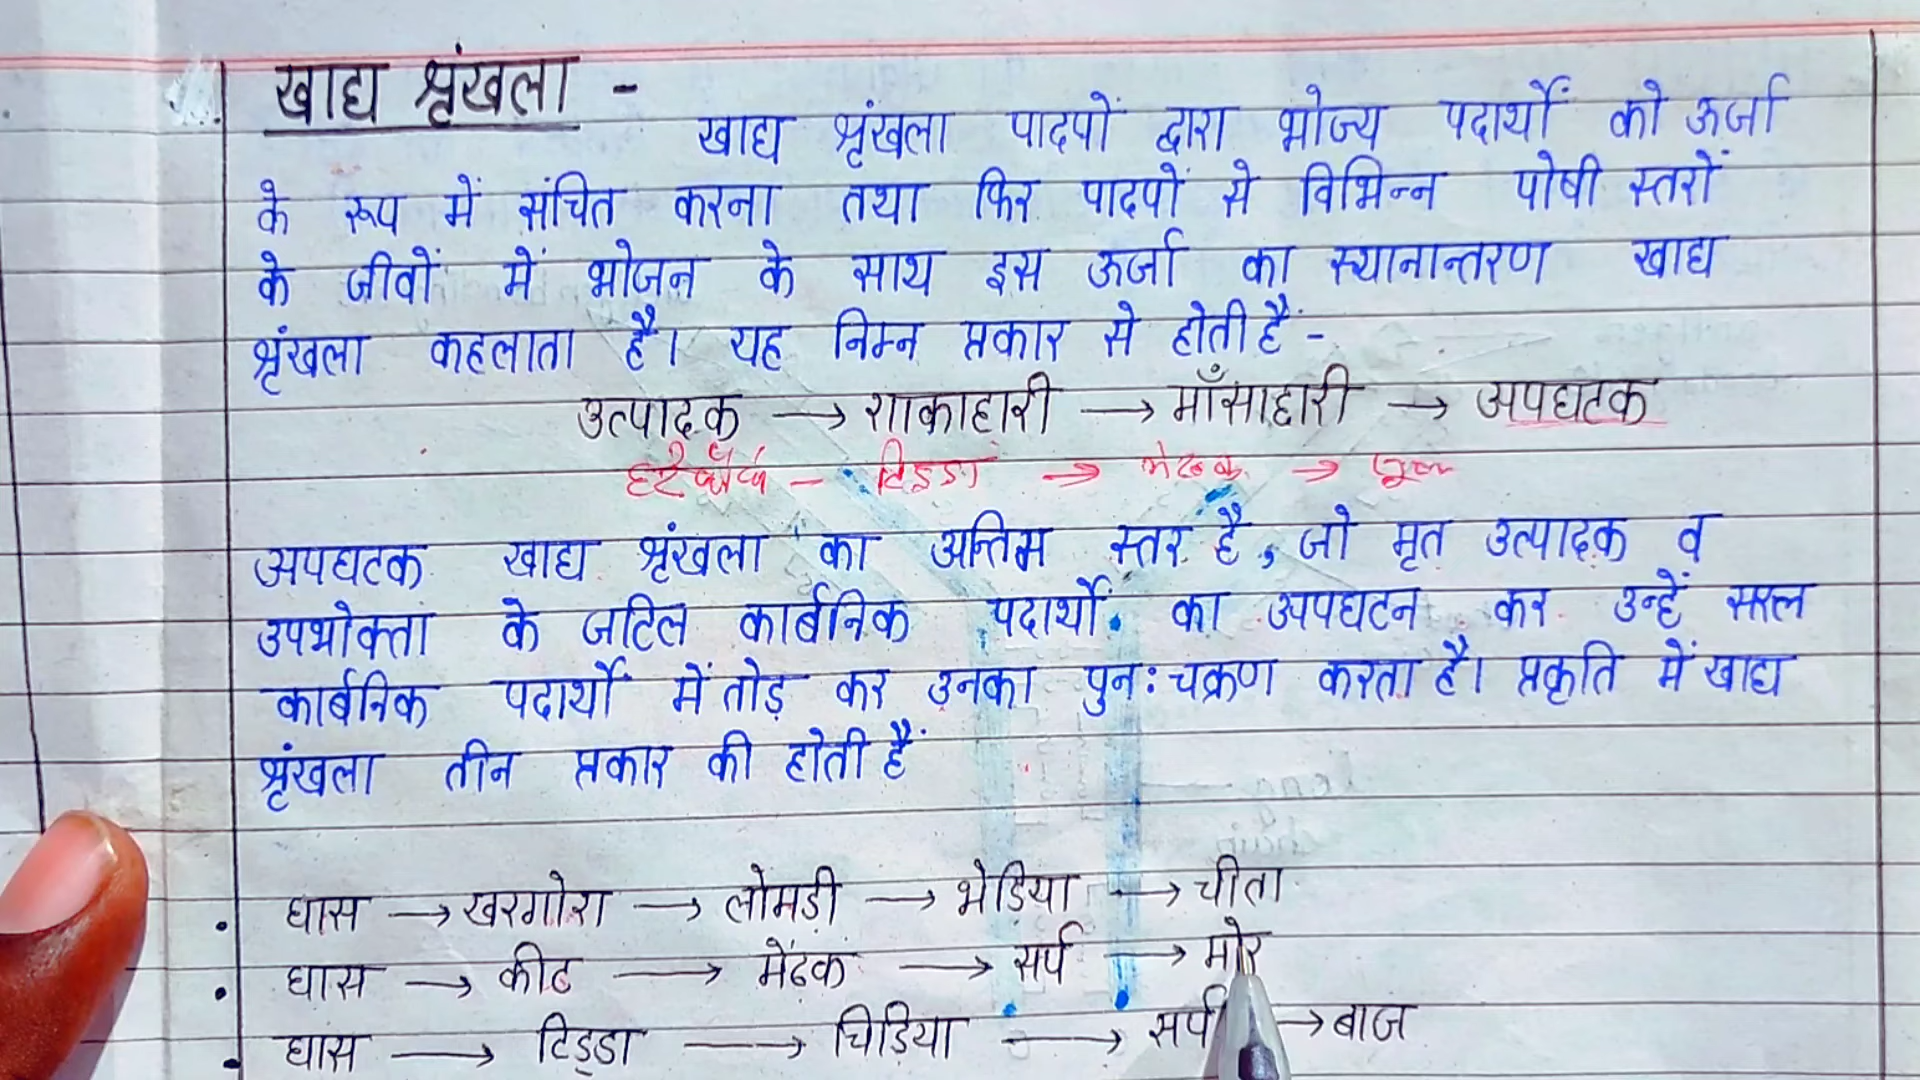 खाद्य श्रृंखला -
खाद्य श्रृंखला पादपों द्वारा भोज्य पदार्थों को ऊर्जा
के रूप में संचित करना तथा फिर पादपों से विभिन्न पोषी स्तरों
के जीवों में भोजन के साथ इस ऊर्जा का स्थानान्तरण खाद्य
श्रृंखला कहलाता है। यह निम्न प्रकार से होती है -
उत्पादक → शाकाहारी → माँसाहारी → अपघटक
हरे पौधे - टिड्डा → मेंढक →
अपघटक खाद्य श्रृंखला का अन्तिम स्तर है, जो मृत उत्पादक व
उपभोक्ता के जटिल कार्बनिक पदार्थों का अपघटन कर उन्हें सरल
कार्बनिक पदार्थों में तोड़ कर उनका पुनः चक्रण करता है। प्रकृति में खाद्य
श्रृंखला तीन प्रकार की होती हैं
• घास → खरगोश → लोमड़ी → भेड़िया → चीता
• घास → कीट → मेंढक → सर्प → मोर
• घास → टिड्डा → चिड़िया → सर्प → बाज